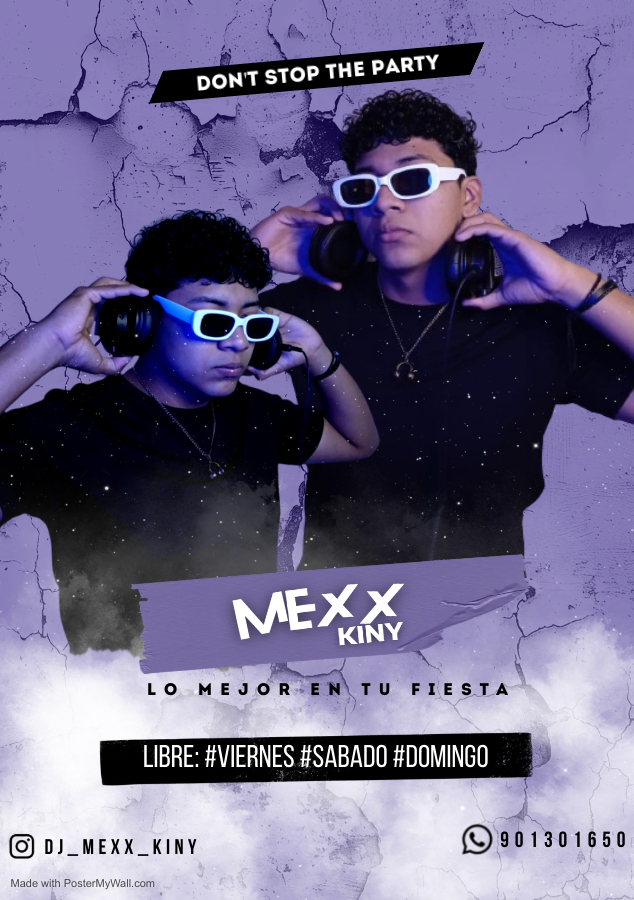 DON'T STOP THE PARTY
MEXX
KINY
LO MEJOR EN TU FIESTA
LIBRE: #VIERNES #SABADO #DOMINGO
DJ_MEXX_KINY
901301650
Made with PosterMyWall.com